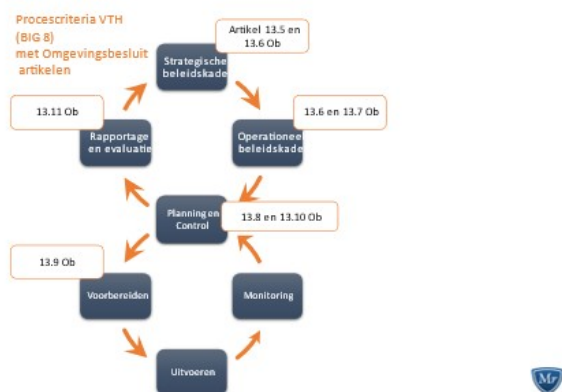 Procescriteria VTH
(BIG 8)
met Omgevingsbesluit
artikelen
Artikel 13.5 en
13.6 Ob
Strategische
beleidskade
13.11 Ob
13.6 en 13.7 Ob
Rapportage
en evaluatie
Operationeel
beleidskader
Planning en
Control
13.8 en 13.10 Ob
13.9 Ob
Voorbereiden
Monitoring
Uitvoeren
Mr